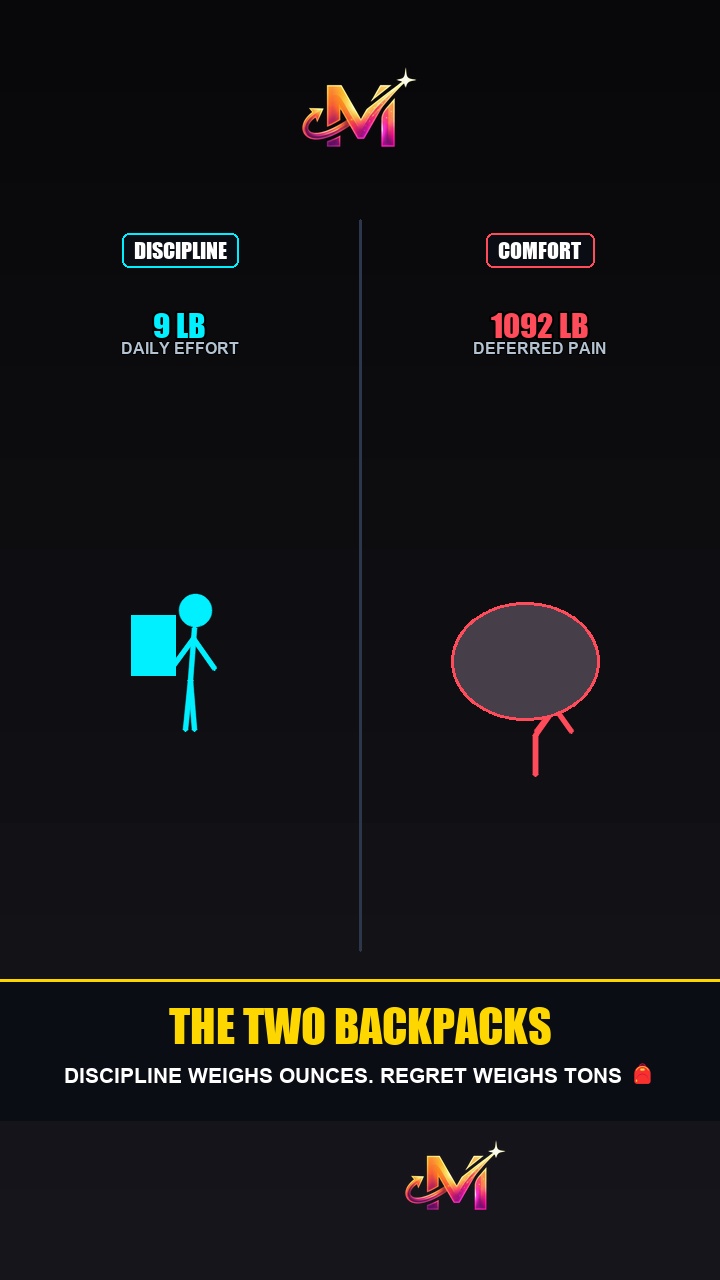 M
DISCIPLINE
COMFORT
9 LB
DAILY EFFORT
1092 LB
DEFERRED PAIN
THE TWO BACKPACKS
DISCIPLINE WEIGHS OUNCES. REGRET WEIGHS TONS 🎒
M